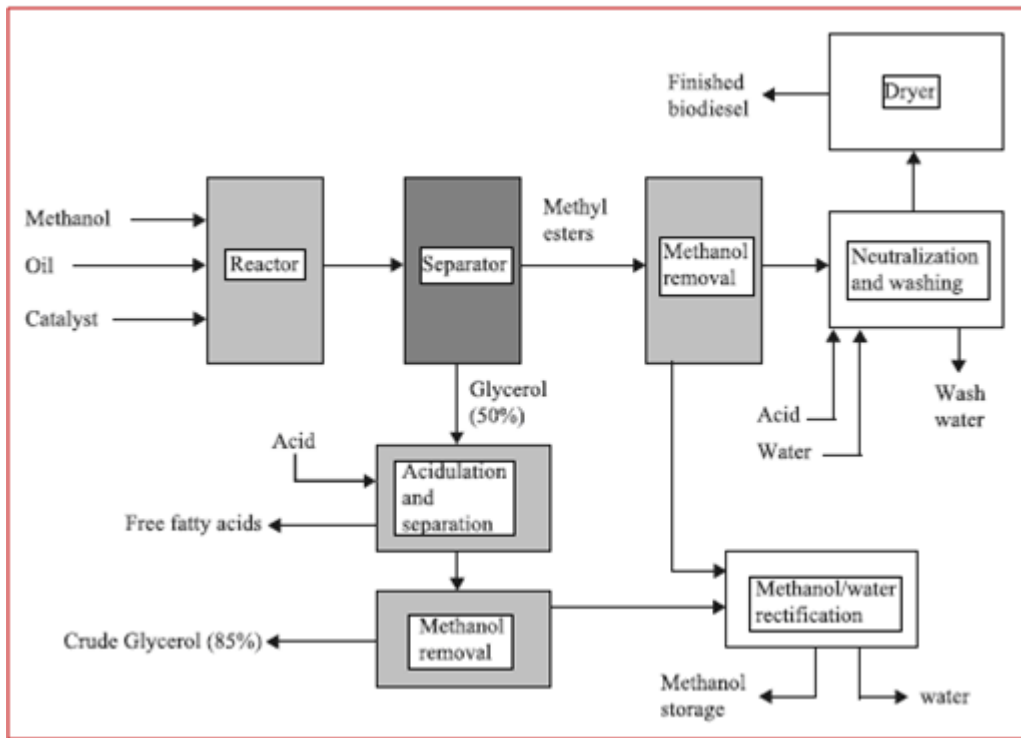 Finished
biodiesel
Dryer
Methanol
Oil
Catalyst
Reactor
Separator
Methyl
esters
Methanol
removal
Neutralization
and washing
Glycerol
(50%)
Acid
Water
Wash
water
Acid
Acidulation
and
separation
Free fatty acids
Methanol/water
rectification
Crude Glycerol (85%)
Methanol
removal
Methanol
storage
water